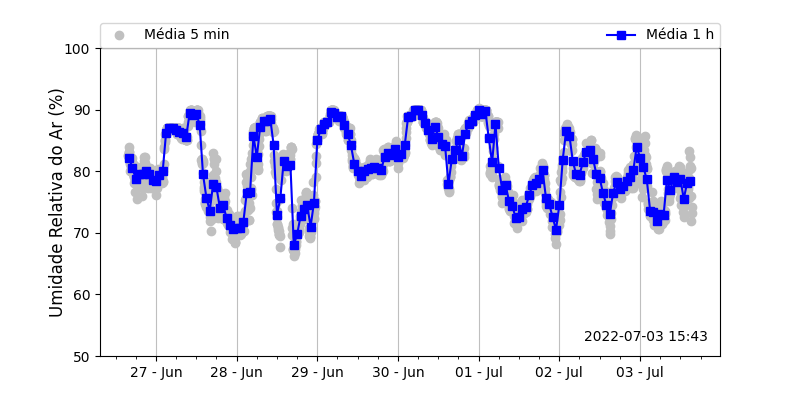 Média 5 min Média 1 h
Umidade Relativa do Ar (%)
100
90
80
70
60
50
2022-07-03 15:43
27 - Jun 28 - Jun 29 - Jun 30 - Jun 01 - Jul 02 - Jul 03 - Jul